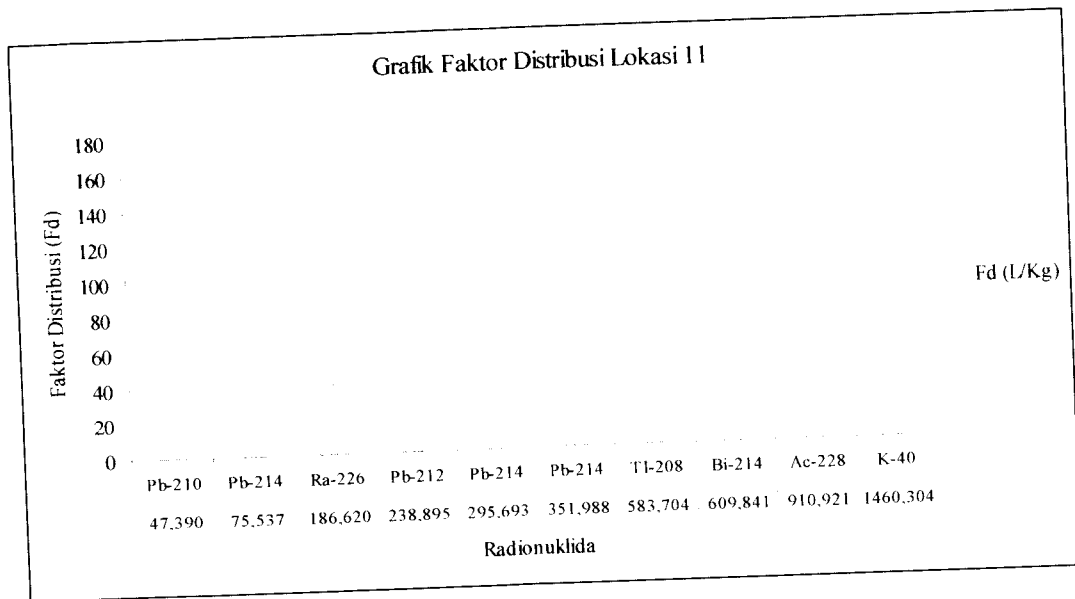 Grafik Faktor Distribusi Lokasi 11
Faktor Distribusi (Fd)
180
160
140
120
100
80
60
40
20
0
Fd (L/Kg)
Pb-210 Pb-214 Ra-226 Pb-212 Pb-214 Pb-214 Tl-208 Bi-214 Ac-228 K-40
47,390 75,537 186,620 238,895 295,693 351,988 583,704 609,841 910,921 1460,304
Radionuklida